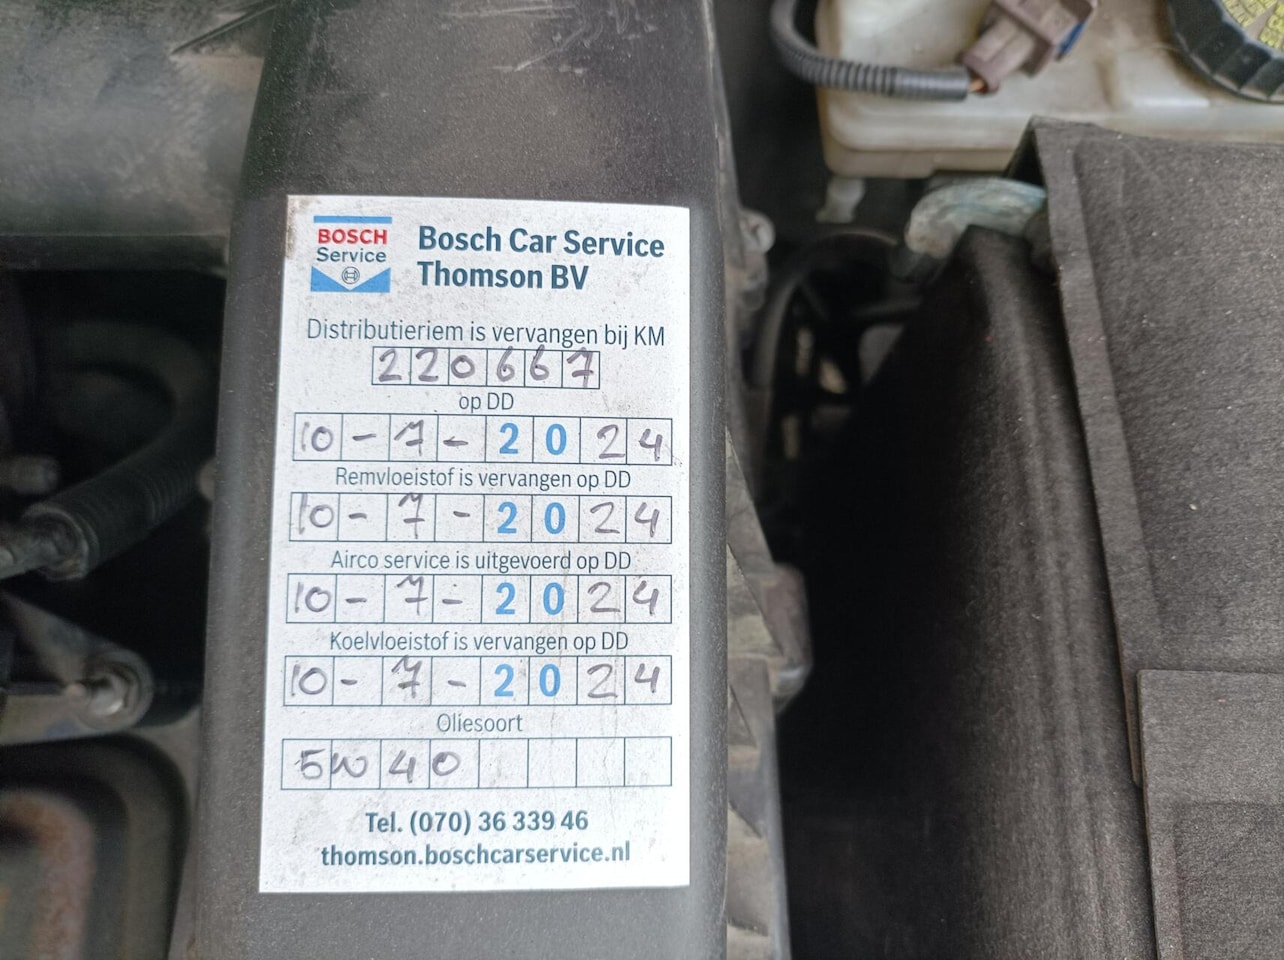 BOSCH
Service
Bosch Car Service
Thomson BV
Distributieriem is vervangen bij KM
220667
op DD
10-7-2024
Remvloeistof is vervangen op DD
10-7-2024
Airco service is uitgevoerd op DD
10-7-2024
Koelvloeistof is vervangen op DD
10-7-2024
Oliesoort
5W40
Tel. (070) 36 339 46
thomson.boschcarservice.nl